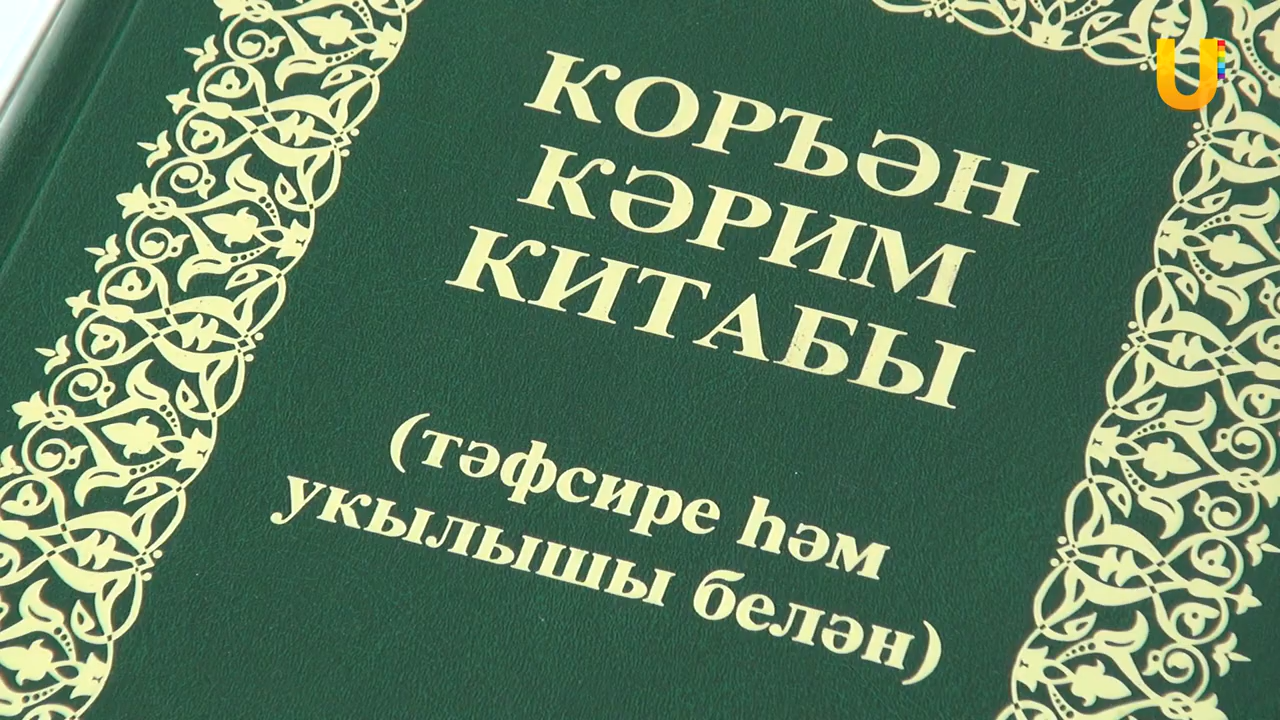 КОРЪӘН
КӘРИМ
КИТАБЫ
(тәфсире һәм
укылышы белән)
U